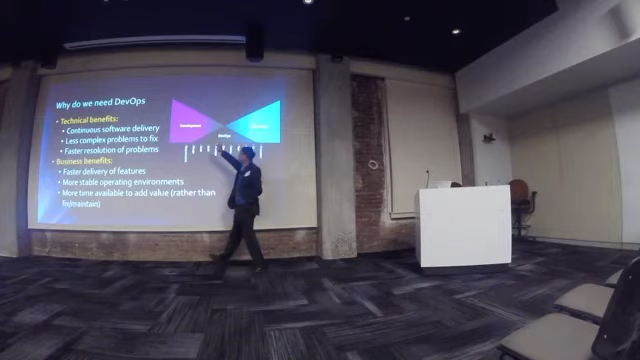 Why do we need DevOps
• Technical benefits:
• Continuous software delivery
• Less complex problems to fix
• Faster resolution of problems
• Business benefits:
• Faster delivery of features
• More stable operating environments
• More time available to add value (rather than
fix/maintain)
Development
DevOps